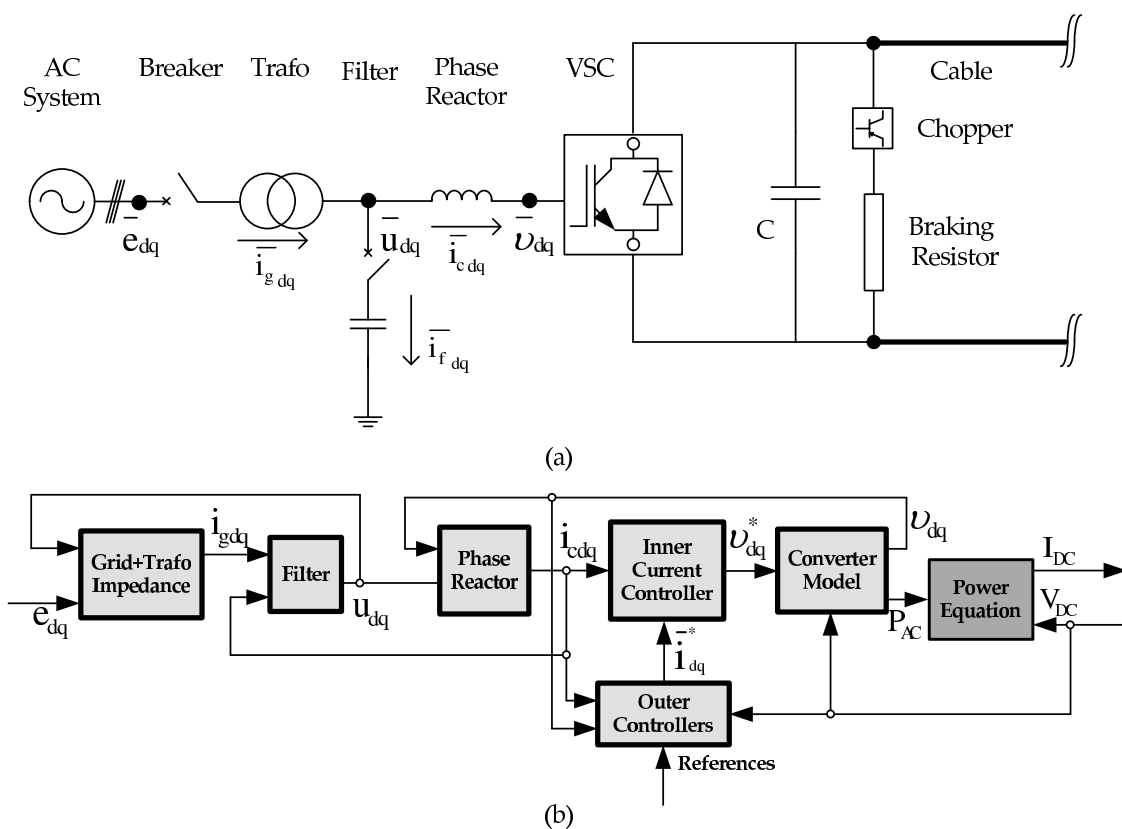 AC System
Breaker
Trafo
Filter
Phase Reactor
VSC
Cable
Chopper
Braking Resistor
C
e̅dq
i̅g dq
u̅dq
i̅c dq
υ̅dq
i̅f dq
(a)
Grid+Trafo Impedance
igdq
Filter
Phase Reactor
icdq
Inner Current Controller
υ*dq
Converter Model
υdq
Power Equation
IDC
VDC
PAC
edq
udq
i̅*dq
Outer Controllers
References
(b)